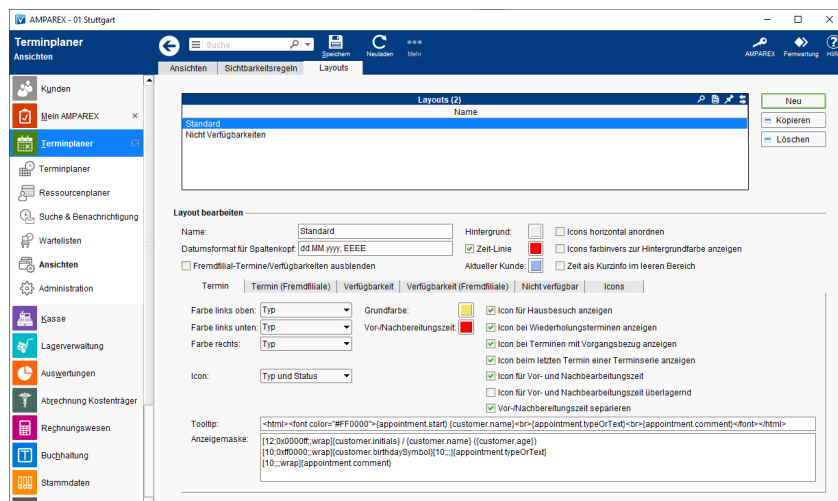 AMPAREX - 01 Stuttgart
Terminplaner
Ansichten
Suche
Speichern
Neuladen
Mehr
AMPAREX
Fernwartung
Hilfe
Ansichten
Sichtbarkeitsregeln
Layouts
Kunden
Mein AMPAREX
Terminplaner
Terminplaner
Ressourcenplaner
Suche & Benachrichtigung
Wartelisten
Ansichten
Administration
Kasse
Lagerverwaltung
Auswertungen
Abrechnung Kostenträger
Rechnungswesen
Buchhaltung
Stammdaten
Layouts (2)
Name
Standard
Nicht Verfügbarkeiten
Neu
Kopieren
Löschen
Layout bearbeiten
Name: Standard Hintergrund: Icons horizontal anordnen
Datumsformat für Spaltenkopf: dd.MM.yyyy, EEEE Zeit-Linie Icons farbinvers zur Hintergrundfarbe anzeigen
Fremdfilial-Termine/Verfügbarkeiten ausblenden Aktueller Kunde: Zeit als Kurzinfo im leeren Bereich
Termin Termin (Fremdfiliale) Verfügbarkeit Verfügbarkeit (Fremdfiliale) Nicht verfügbar Icons
Farbe links oben: Typ Grundfarbe: Icon für Hausbesuch anzeigen
Farbe links unten: Typ Vor-/Nachbereitungszeit: Icon bei Wiederholungsterminen anzeigen
Farbe rechts: Typ Icon bei Terminen mit Vorgangsbezug anzeigen
Icon beim letzten Termin einer Terminserie anzeigen
Icon: Typ und Status Icon für Vor- und Nachbearbeitungszeit
Icon für Vor- und Nachbearbeitungszeit überlagernd
Vor-/Nachbereitungszeit separieren
Tooltip: <html><font color="#FF0000">{appointment.start} {customer.name}<br>{appointment.typeOrText}<br>{appointment.comment}</font></html>
Anzeigemaske: [12;0x0000ff;;wrap]{customer.initials} / {customer.name} ({customer.age})
[10;0xff0000;;wrap]{customer.birthdaySymbol}[10;;;]{appointment.typeOrText}
[10;;;wrap]{appointment.comment}